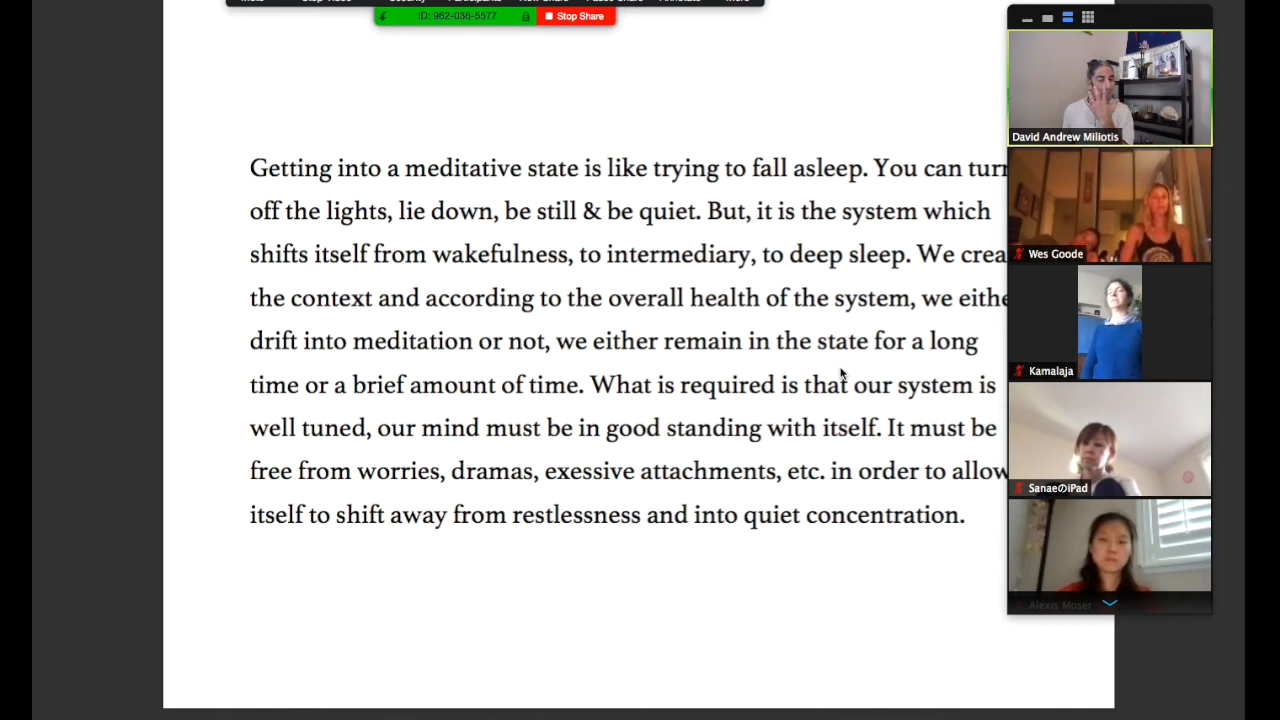 ID: 962-036-5577
Stop Share
Getting into a meditative state is like trying to fall asleep. You can turn
off the lights, lie down, be still & be quiet. But, it is the system which
shifts itself from wakefulness, to intermediary, to deep sleep. We crea
the context and according to the overall health of the system, we eithe
drift into meditation or not, we either remain in the state for a long
time or a brief amount of time. What is required is that our system is
well tuned, our mind must be in good standing with itself. It must be
free from worries, dramas, exessive attachments, etc. in order to allow
itself to shift away from restlessness and into quiet concentration.
David Andrew Miliotis
Wes Goode
Kamalaja
SanaeのiPad
Alexis Moser